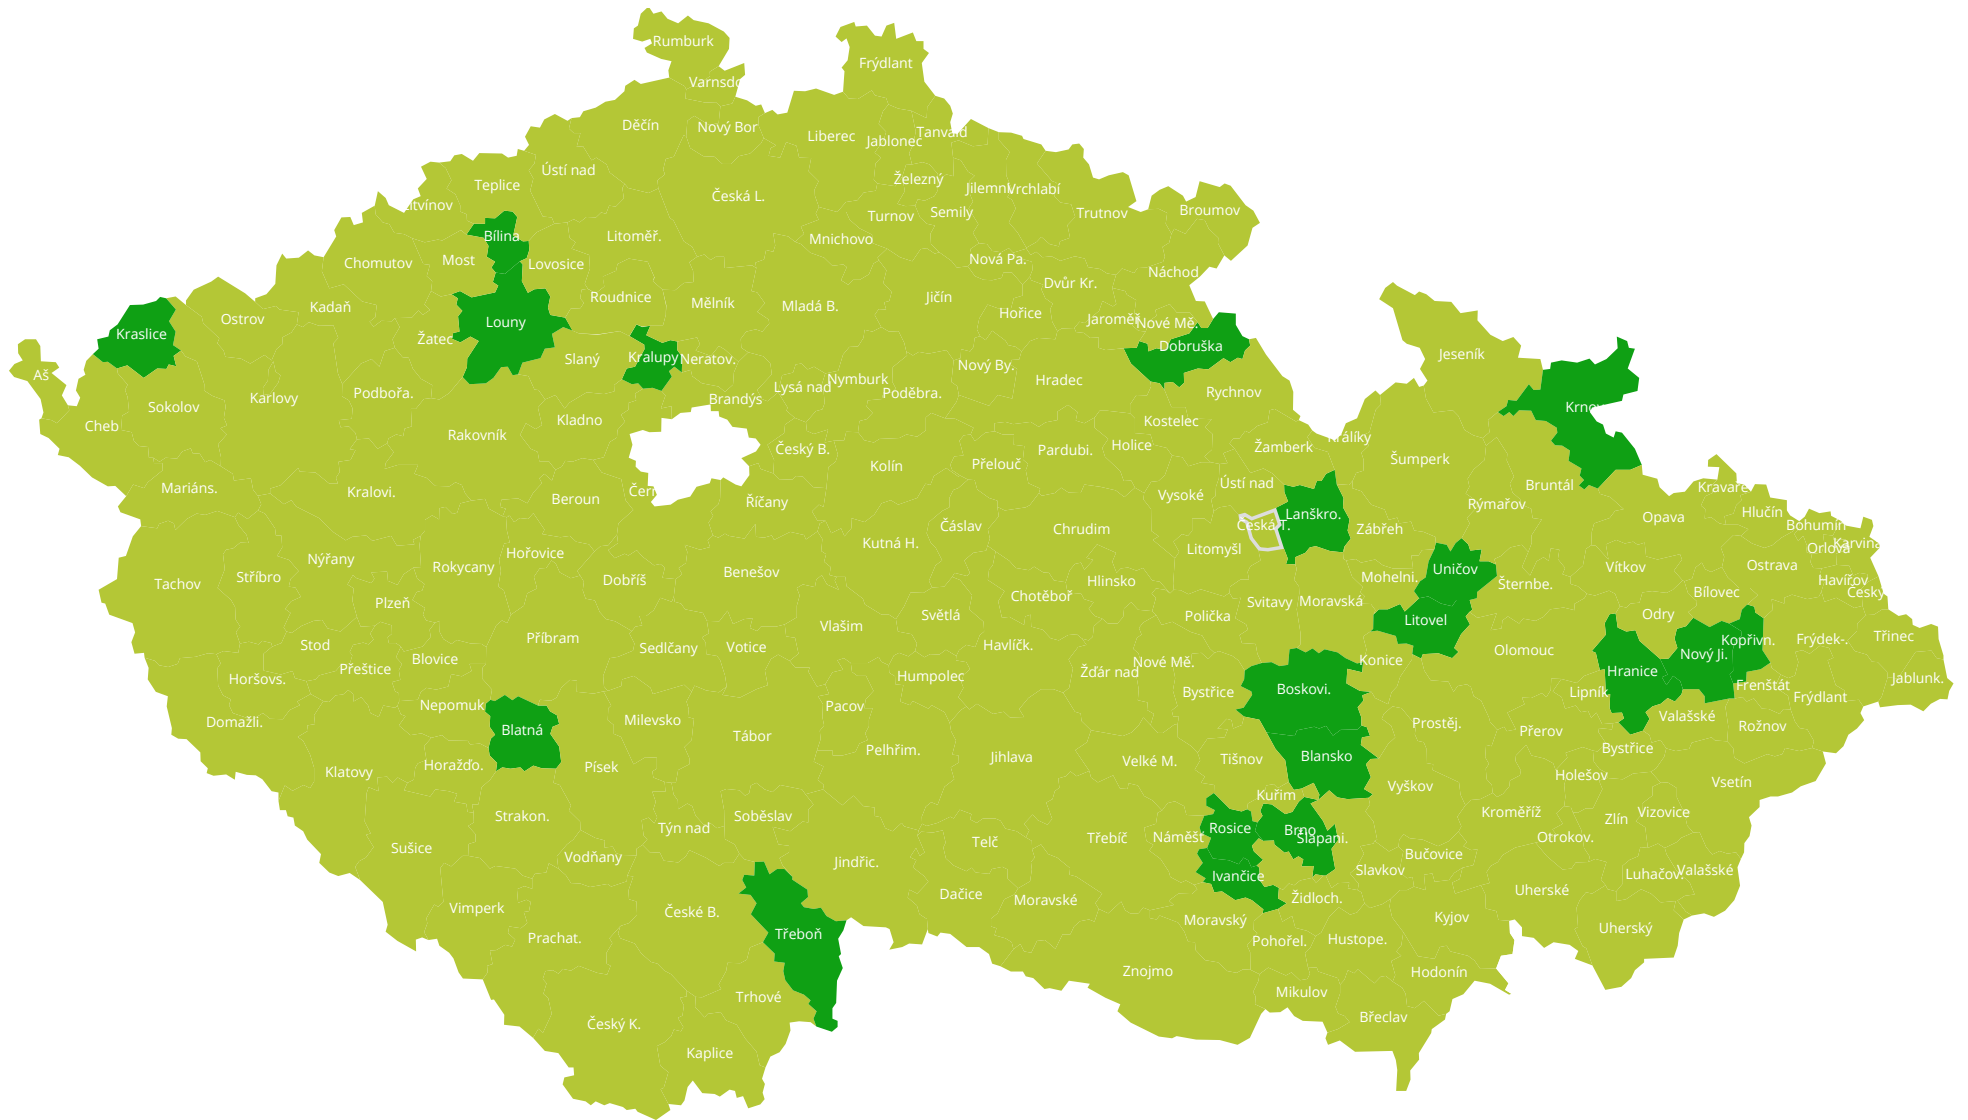 Rumburk
Frýdlant
Varnsdo
Děčín
Nový Bor
Liberec
Jablonec
Tanvald
Ústí nad
Teplice
Železný
Jilemni
Vrchlabí
Česká L.
itvínov
Turnov
Semily
Trutnov
Broumov
Bílina
Litoměř.
Mnichovo
Chomutov
Most
Lovosice
Nová Pa.
Náchod
Dvůr Kr.
Roudnice
Mělník
Mladá B.
Jičín
Kadaň
Ostrov
Hořice
Jaroměř
Nové Mě.
Kraslice
Louny
Žatec
Dobruška
Jeseník
Slaný
Kralupy
Neratov.
Nový By.
Aš
Nymburk
Hradec
Lysá nad
Poděbra.
Podbořa.
Rychnov
Karlovy
Brandýs
Sokolov
Krnov
Cheb
Kladno
Kostelec
Rakovník
Králíky
Holice
Žamberk
Český B.
Pardubi.
Šumperk
Kolín
Přelouč
Mariáns.
Kralovi.
Čern
Ústí nad
Bruntál
Kravaře
Beroun
Říčany
Vysoké
Rýmařov
Hlučín
Lanškro.
Opava
Česká T.
Bohumín
Čáslav
Chrudim
Zábřeh
Kutná H.
Karviná
Orlová
Hořovice
Litomyšl
Nýřany
Rokycany
Ostrava
Uničov
Vítkov
Stříbro
Benešov
Mohelni.
Tachov
Dobříš
Hlinsko
Šternbe.
Havířov
Bílovec
Český
Chotěboř
Plzeň
Svitavy
Moravská
Světlá
Polička
Odry
Litovel
Vlašim
Příbram
Třinec
Frýdek-.
Kopřivn.
Stod
Havlíčk.
Sedlčany
Votice
Olomouc
Nový Ji.
Blovice
Konice
Nové Mě.
Přeštice
Žďár nad
Hranice
Humpolec
Horšovs.
Jablunk.
Frenštát
Boskovi.
Bystřice
Lipník
Frýdlant
Nepomuk
Pacov
Valašské
Milevsko
Domažli.
Prostěj.
Rožnov
Blatná
Přerov
Tábor
Pelhřim.
Bystřice
Jihlava
Blansko
Tišnov
Velké M.
Horažďo.
Písek
Klatovy
Holešov
Vsetín
Vyškov
Kuřim
Kroměříž
Vizovice
Strakon.
Soběslav
Zlín
Týn nad
Rosice
Brno
Šlapani.
Třebíč
Náměšť
Otrokov.
Telč
Sušice
Bučovice
Vodňany
Jindřic.
Slavkov
Valašské
Luhačov.
Ivančice
Uherské
Dačice
Židloch.
Moravské
Vimperk
České B.
Kyjov
Moravský
Uherský
Třeboň
Prachat.
Hustope.
Pohořel.
Znojmo
Hodonín
Mikulov
Trhové
Břeclav
Český K.
Kaplice